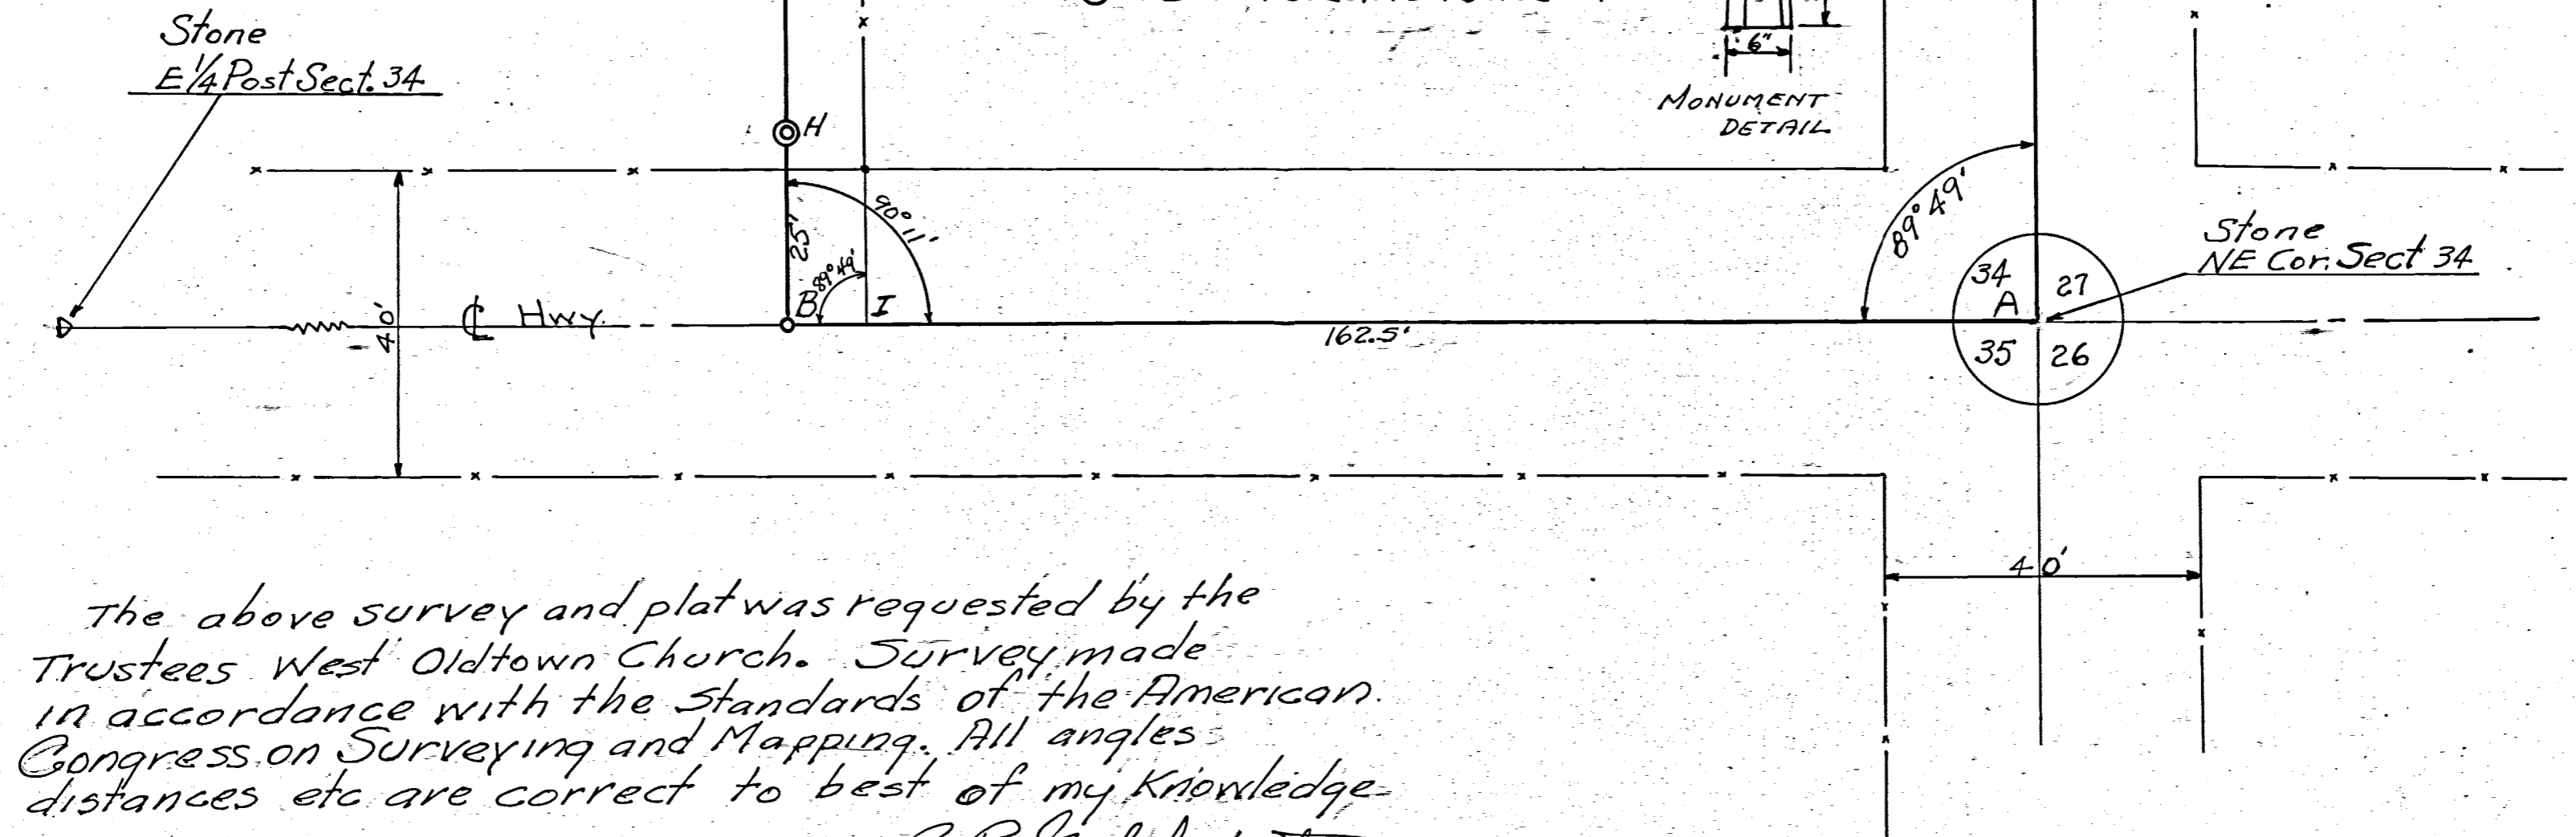 Stone
E 1/4 Post Sect. 34
6"
MONUMENT
DETAIL
H
25'
90° 11'
89° 49'
B
I
40'
℄ Hwy.
162.5'
89° 49'
34
27
A
35
26
Stone
NE Cor. Sect 34
40'
The above survey and plat was requested by the
Trustees West Oldtown Church. Survey made
in accordance with the Standards of the American
Congress on Surveying and Mapping. All angles
distances etc are correct to best of my Knowledge